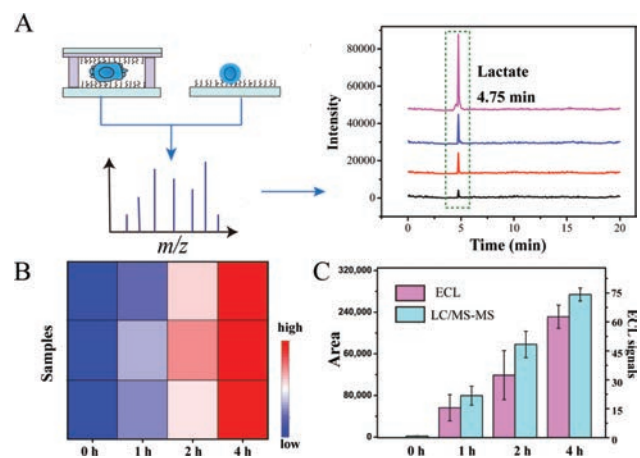 A
m/z
Intensity
80000
60000
40000
20000
0
Lactate
4.75 min
0
5
10
15
20
Time (min)
B
Samples
high
low
0 h
1 h
2 h
4 h
C
Area
320,000
240,000
60,000
80,000
0
ECL
LC/MS-MS
75
60
45
30
15
0
ECL signals
1 h
2 h
4 h